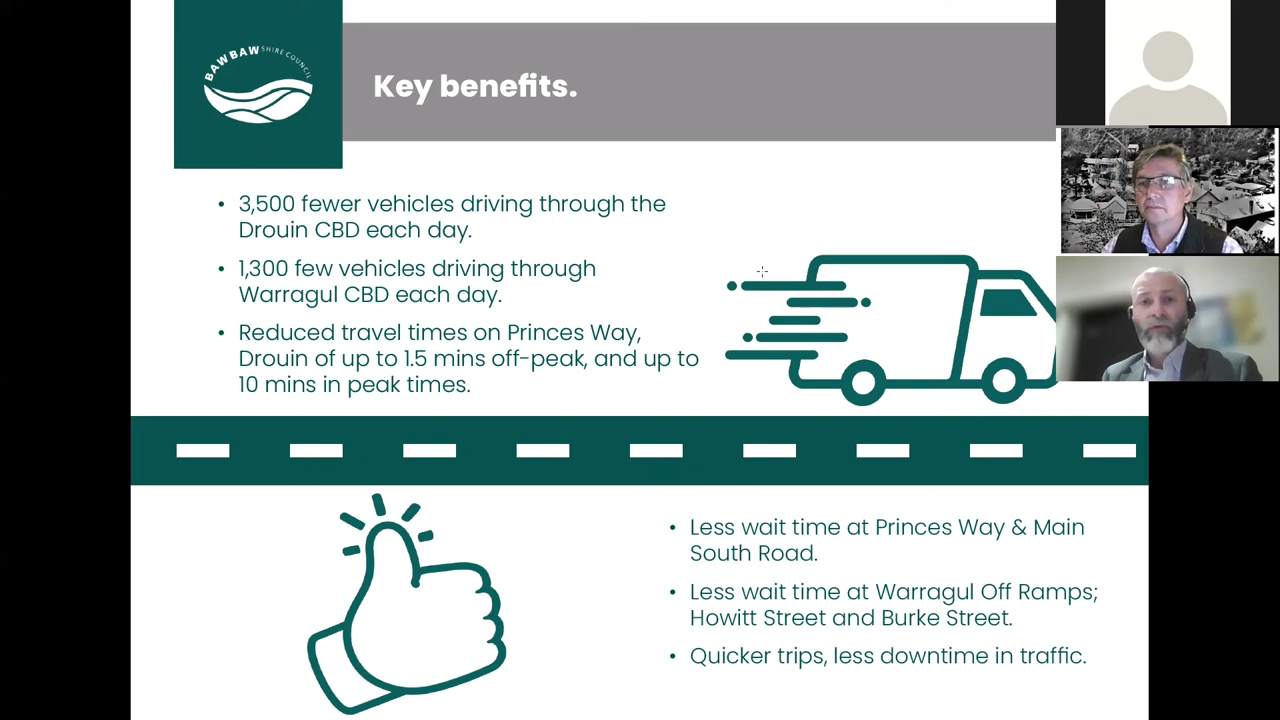 BAW BAW SHIRE COUNCIL
Key benefits.
• 3,500 fewer vehicles driving through the
Drouin CBD each day.
• 1,300 few vehicles driving through
Warragul CBD each day.
• Reduced travel times on Princes Way,
Drouin of up to 1.5 mins off-peak, and up to
10 mins in peak times.
• Less wait time at Princes Way & Main
South Road.
• Less wait time at Warragul Off Ramps;
Howitt Street and Burke Street.
• Quicker trips, less downtime in traffic.